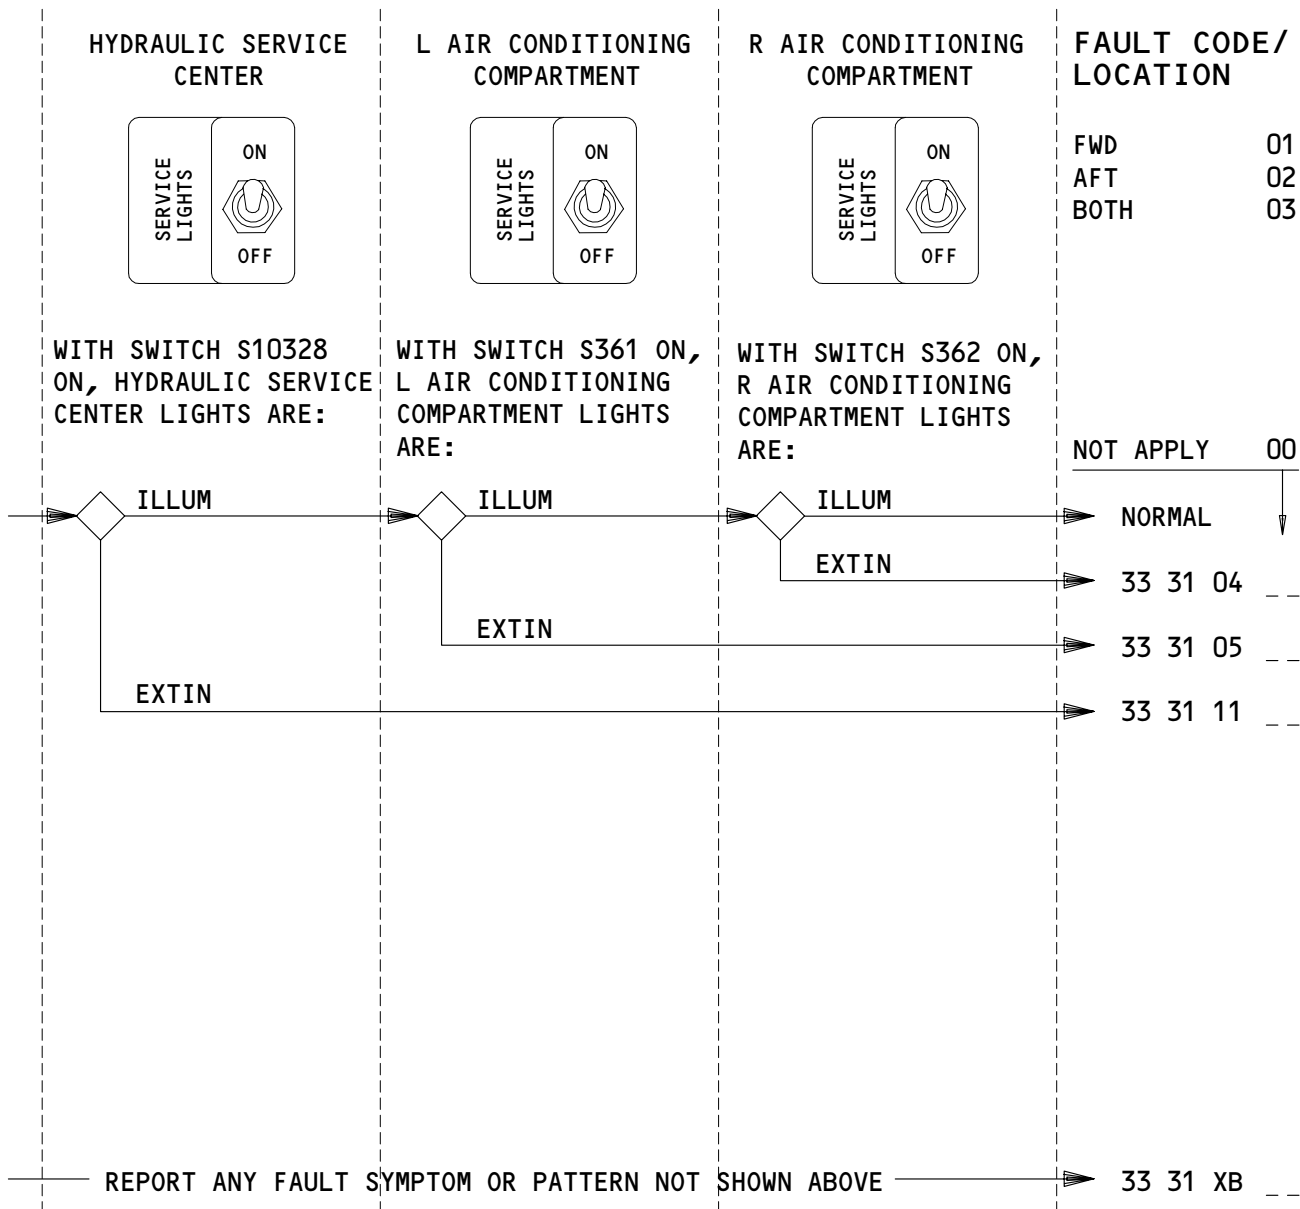 HYDRAULIC SERVICE
CENTER
SERVICE
LIGHTS
ON
OFF
WITH SWITCH S10328
ON, HYDRAULIC SERVICE
CENTER LIGHTS ARE:
ILLUM
EXTIN
L AIR CONDITIONING
COMPARTMENT
SERVICE
LIGHTS
ON
OFF
WITH SWITCH S361 ON,
L AIR CONDITIONING
COMPARTMENT LIGHTS
ARE:
ILLUM
EXTIN
R AIR CONDITIONING
COMPARTMENT
SERVICE
LIGHTS
ON
OFF
WITH SWITCH S362 ON,
R AIR CONDITIONING
COMPARTMENT LIGHTS
ARE:
ILLUM
EXTIN
FAULT CODE/
LOCATION
FWD 01
AFT 02
BOTH 03
NOT APPLY 00
NORMAL
33 31 04 _ _
33 31 05 _ _
33 31 11 _ _
REPORT ANY FAULT SYMPTOM OR PATTERN NOT SHOWN ABOVE
33 31 XB _ _